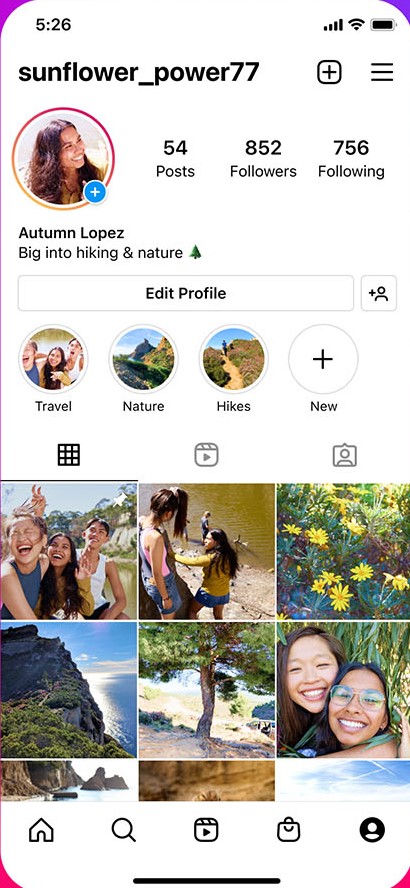 5:26
sunflower_power77
54 852 756
Posts Followers Following
Autumn Lopez
Big into hiking & nature 🌲
Edit Profile
Travel Nature Hikes New